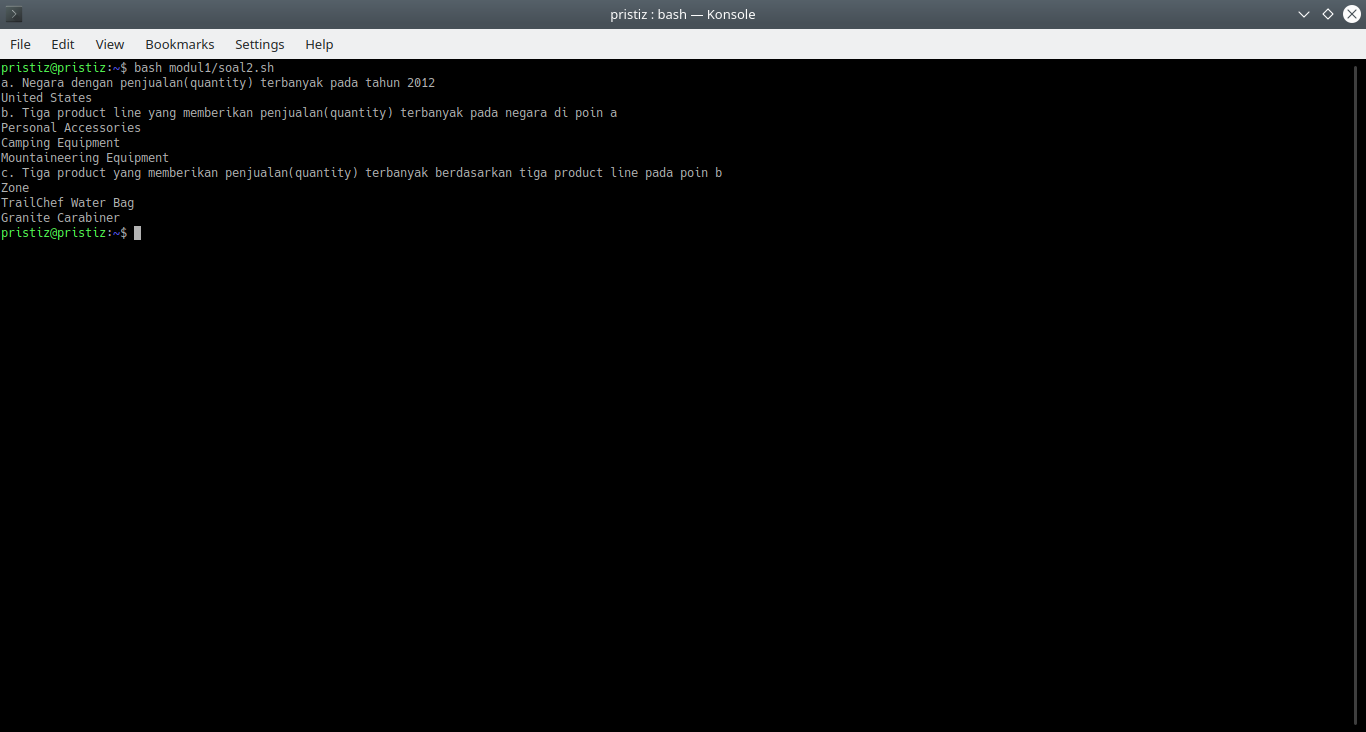 pristiz : bash — Konsole
File Edit View Bookmarks Settings Help
pristiz@pristiz:~$ bash modul1/soal2.sh
a. Negara dengan penjualan(quantity) terbanyak pada tahun 2012
United States
b. Tiga product line yang memberikan penjualan(quantity) terbanyak pada negara di poin a
Personal Accessories
Camping Equipment
Mountaineering Equipment
c. Tiga product yang memberikan penjualan(quantity) terbanyak berdasarkan tiga product line pada poin b
Zone
TrailChef Water Bag
Granite Carabiner
pristiz@pristiz:~$